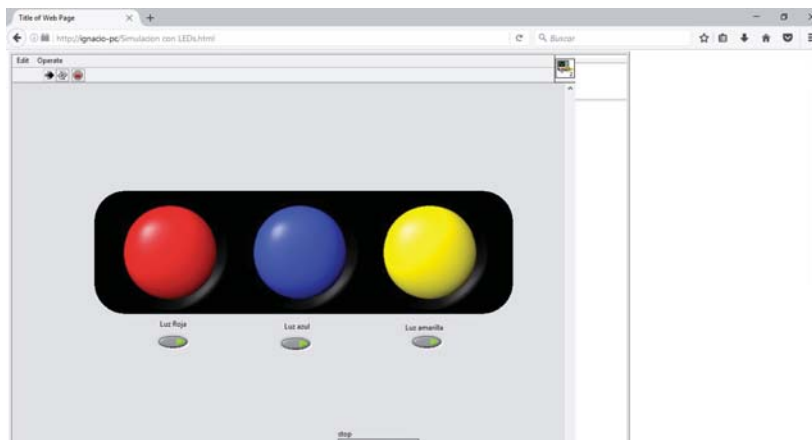 Title of Web Page
http://ignacio-pc/Simulacion con LEDs.html
Buscar
Edit Operate
Luz Roja
Luz azul
Luz amarilla
stop